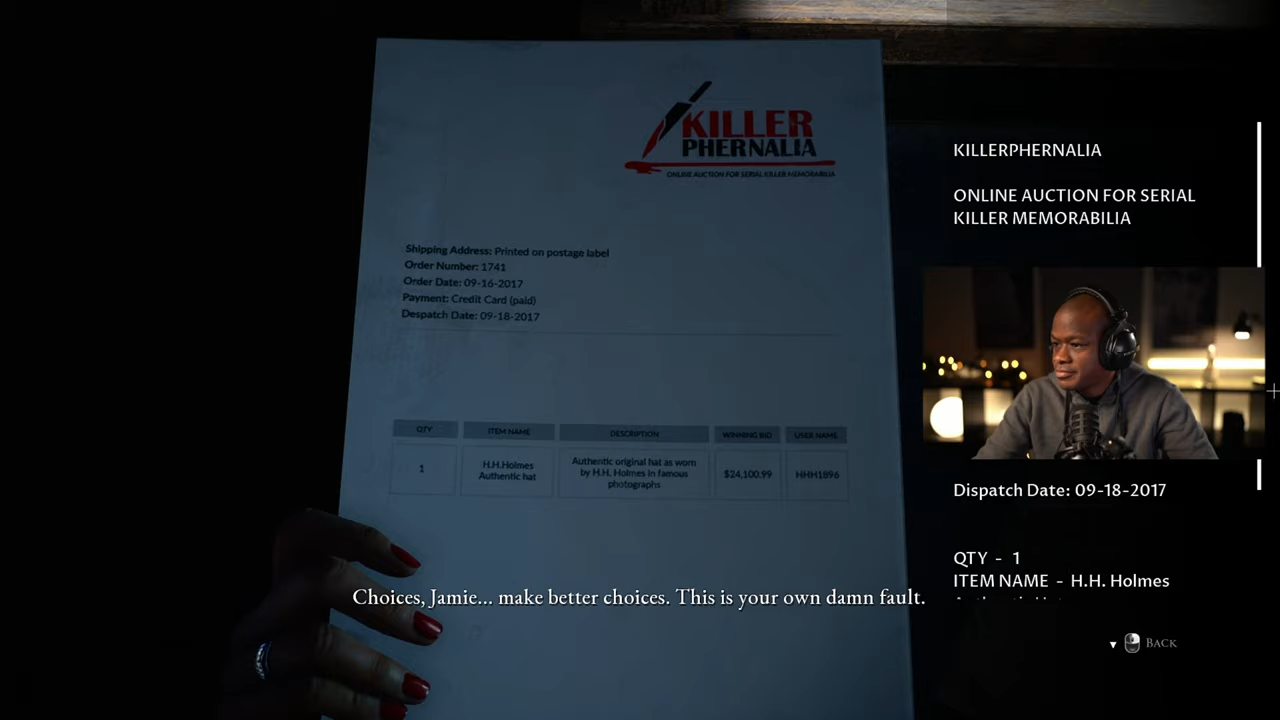 KILLER
PHERNALIA
ONLINE AUCTION FOR SERIAL KILLER MEMORABILIA
Shipping Address: Printed on postage label
Order Number: 1741
Order Date: 09-16-2017
Payment: Credit Card (paid)
Despatch Date: 09-18-2017
QTY ITEM NAME DESCRIPTION WINNING BID USER NAME
1 H.H.Holmes Authentic hat Authentic original hat as worn by H.H. Holmes in famous photographs $24,100.99 HHH1896
KILLERPHERNALIA
ONLINE AUCTION FOR SERIAL
KILLER MEMORABILIA
Dispatch Date: 09-18-2017
QTY - 1
ITEM NAME - H.H. Holmes
Choices, Jamie... make better choices. This is your own damn fault.
BACK